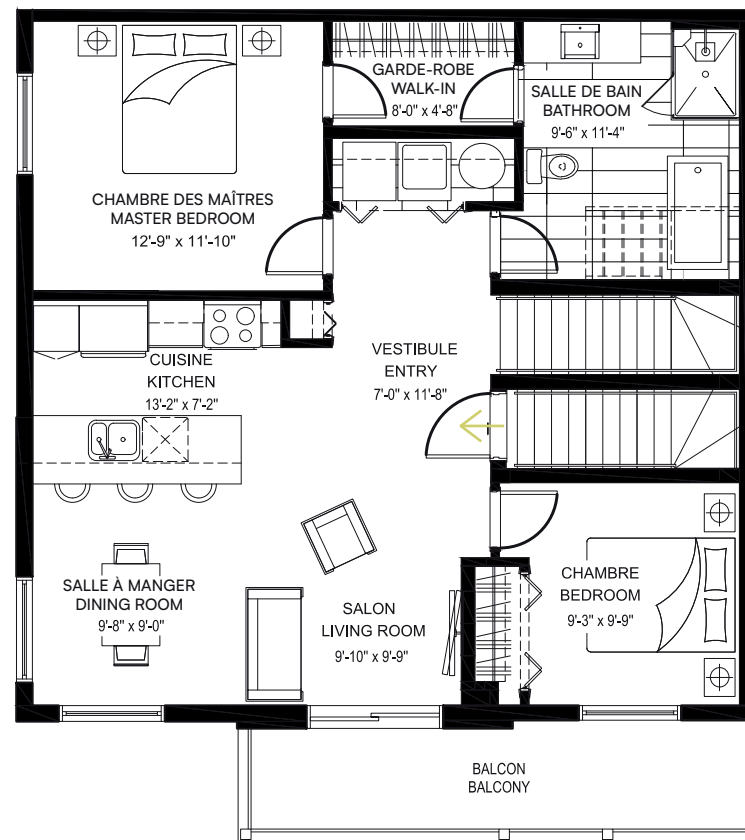 GARDE-ROBE
WALK-IN
8'-0" x 4'-8"
SALLE DE BAIN
BATHROOM
9'-6" x 11'-4"
CHAMBRE DES MAÎTRES
MASTER BEDROOM
12'-9" x 11'-10"
VESTIBULE
ENTRY
7'-0" x 11'-8"
CUISINE
KITCHEN
13'-2" x 7'-2"
SALLE À MANGER
DINING ROOM
9'-8" x 9'-0"
SALON
LIVING ROOM
9'-10" x 9'-9"
CHAMBRE
BEDROOM
9'-3" x 9'-9"
BALCON
BALCONY